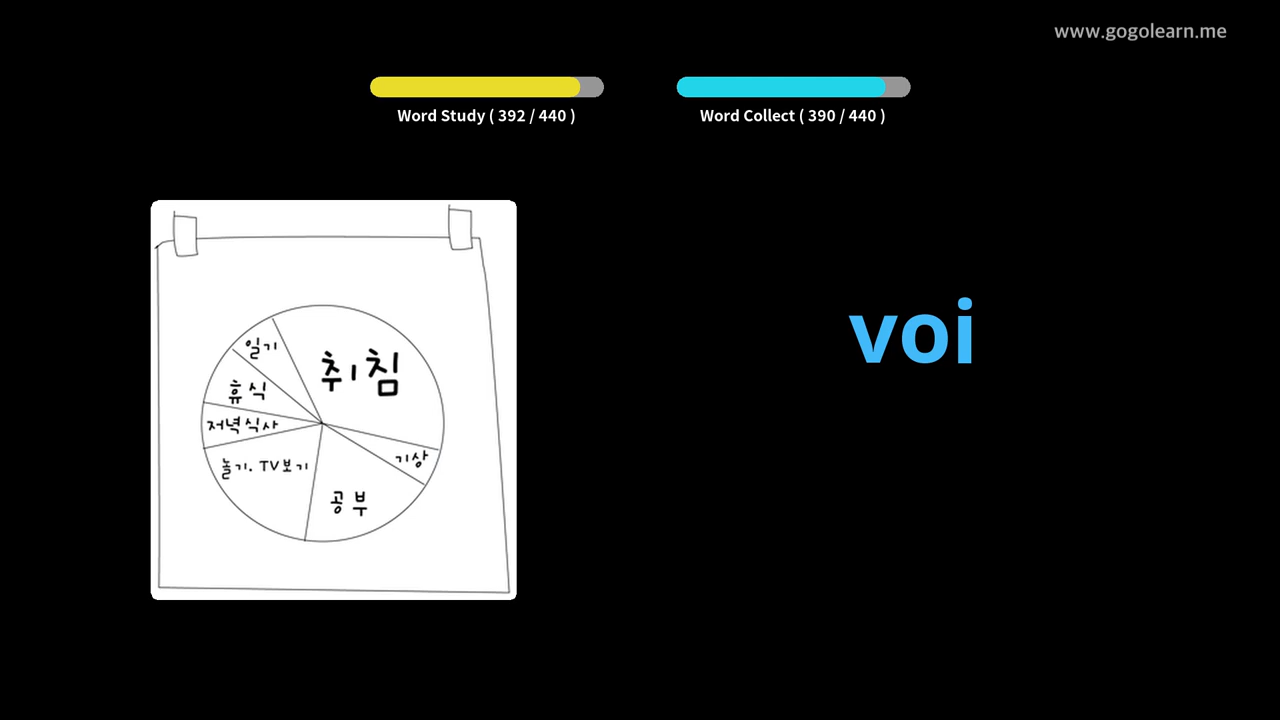 www.gogolearn.me
Word Study ( 392 / 440 )
Word Collect ( 390 / 440 )
일기
취침
휴식
저녁식사
놀기. TV보기
기상
공부
voi